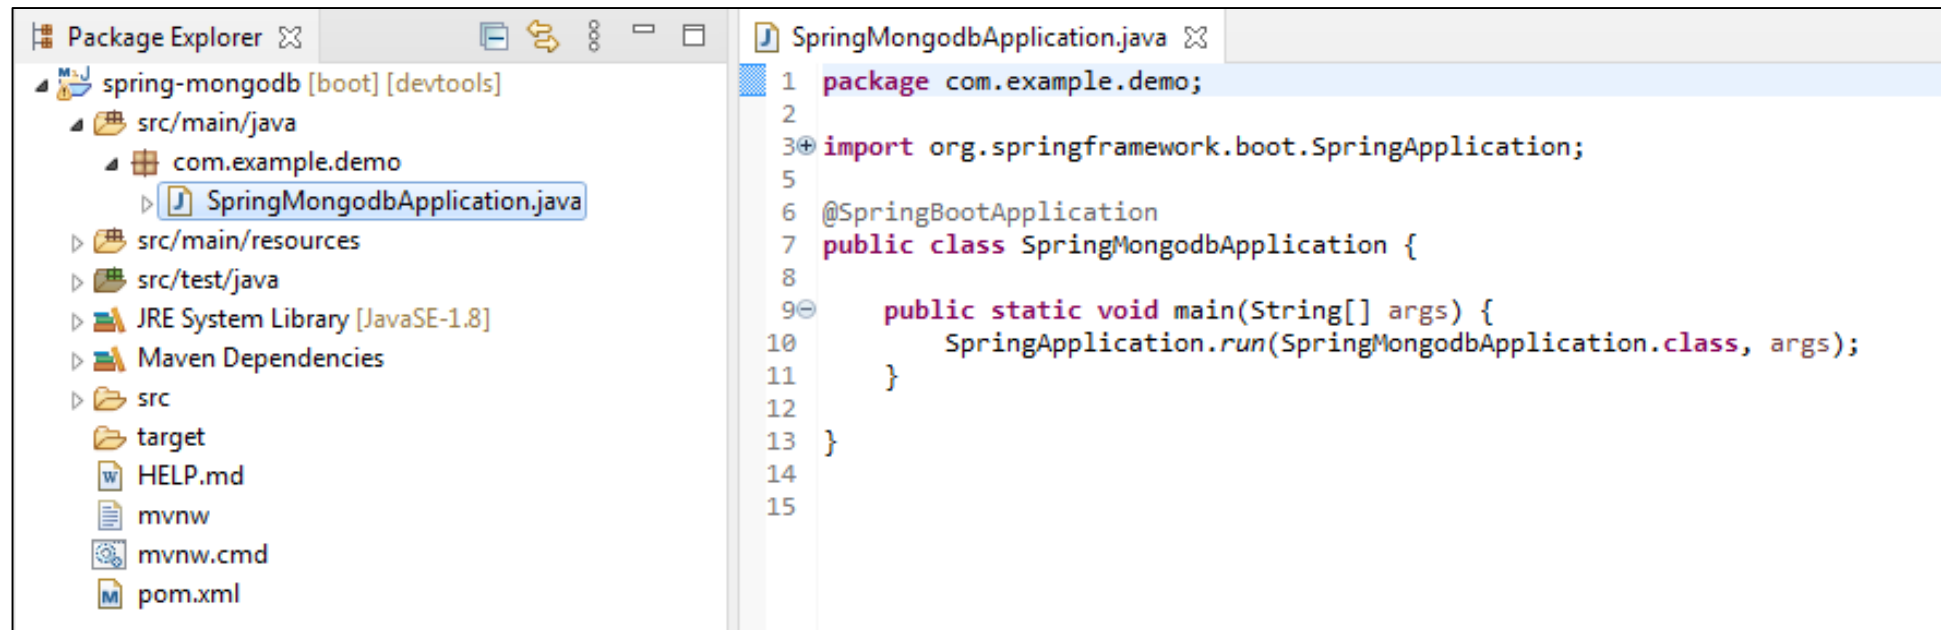 Package Explorer
spring-mongodb [boot] [devtools]
src/main/java
com.example.demo
SpringMongodbApplication.java
src/main/resources
src/test/java
JRE System Library [JavaSE-1.8]
Maven Dependencies
src
target
HELP.md
mvnw
mvnw.cmd
pom.xml
SpringMongodbApplication.java
1 package com.example.demo;
2
3 import org.springframework.boot.SpringApplication;
5
6 @SpringBootApplication
7 public class SpringMongodbApplication {
8
9 public static void main(String[] args) {
10 SpringApplication.run(SpringMongodbApplication.class, args);
11 }
12
13 }
14
15